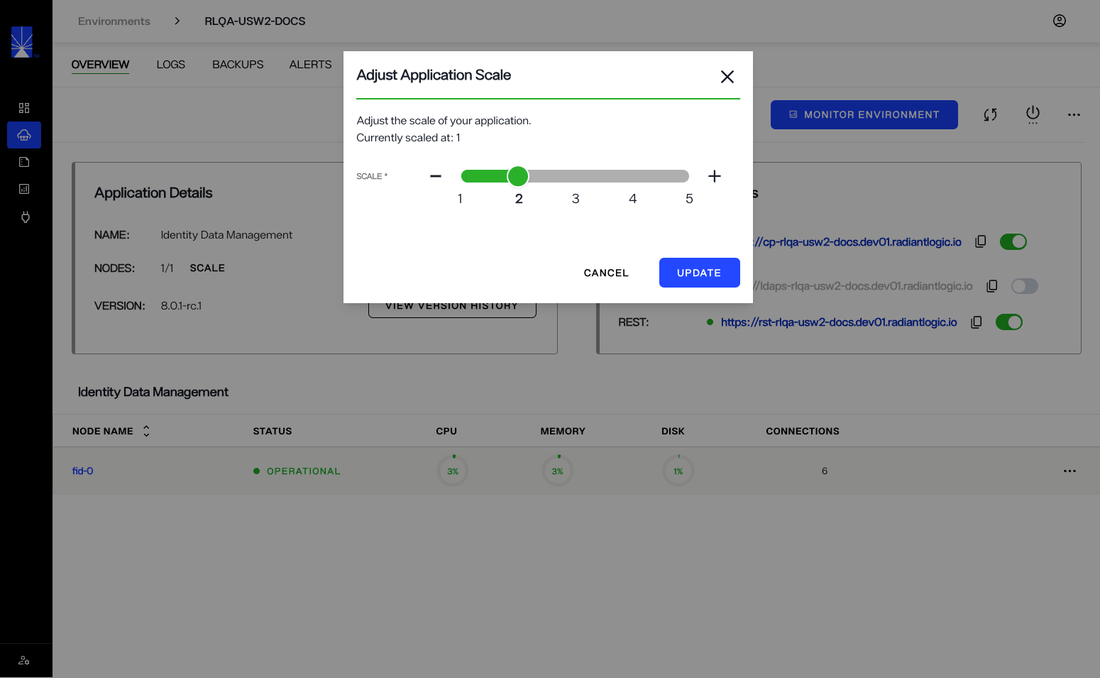 Environments > RLQA-USW2-DOCS
OVERVIEW LOGS BACKUPS ALERTS
Adjust Application Scale
Adjust the scale of your application.
Currently scaled at: 1
SCALE *
1 2 3 4 5
CANCEL UPDATE
MONITOR ENVIRONMENT
Application Details
NAME: Identity Data Management
NODES: 1/1 SCALE
VERSION: 8.0.1-rc.1
VIEW VERSION HISTORY
s
://cp-rlqa-usw2-docs.dev01.radiantlogic.io
//ldaps-rlqa-usw2-docs.dev01.radiantlogic.io
REST: https://rst-rlqa-usw2-docs.dev01.radiantlogic.io
Identity Data Management
NODE NAME STATUS CPU MEMORY DISK CONNECTIONS
fid-0 OPERATIONAL 3% 3% 1% 6